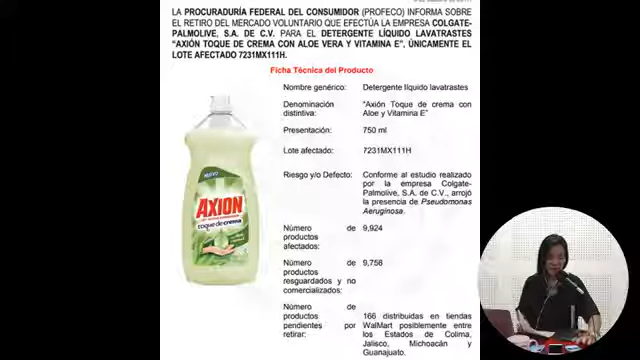 LA PROCURADURÍA FEDERAL DEL CONSUMIDOR (PROFECO) INFORMA SOBRE
EL RETIRO DEL MERCADO VOLUNTARIO QUE EFECTÚA LA EMPRESA COLGATE-
PALMOLIVE, S.A. DE C.V. PARA EL DETERGENTE LÍQUIDO LAVATRASTES
“AXIÓN TOQUE DE CREMA CON ALOE VERA Y VITAMINA E”, ÚNICAMENTE EL
LOTE AFECTADO 7231MX111H.
Ficha Técnica del Producto
Nombre genérico: Detergente líquido lavatrastes
Denominación distintiva: “Axión Toque de crema con
Aloe y Vitamina E”
Presentación: 750 ml
Lote afectado: 7231MX111H
Riesgo y/o Defecto: Conforme al estudio realizado
por la empresa Colgate-
Palmolive, S.A. de C.V., arrojó
la presencia de Pseudomonas
Aeruginosa.
Número de productos afectados: 9,924
Número de productos resguardados y no comercializados: 9,758
Número de productos pendientes por retirar: 166 distribuidas en tiendas
WalMart posiblemente entre
los Estados de Colima,
Jalisco, Michoacán y
Guanajuato.
NUEVO
AXION
toque de crema